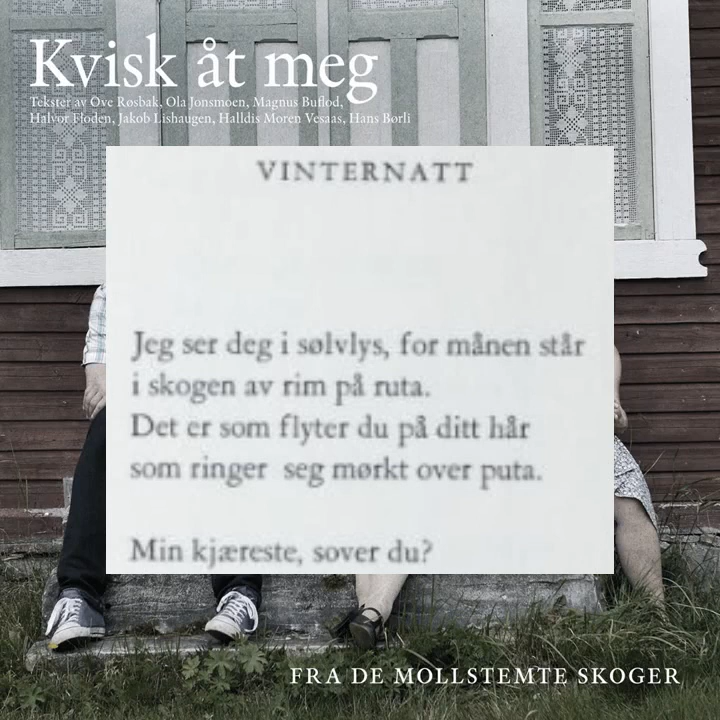 Kvisk åt meg
Tekster av Ove Røsbak, Ola Jonsmoen, Magnus Buflod,
Halvor Floden, Jakob Lishaugen, Halldis Moren Vesaas, Hans Børli
VINTERNATT
Jeg ser deg i sølvlys, for månen står
i skogen av rim på ruta.
Det er som flyter du på ditt hår
som ringer seg mørkt over puta.
Min kjæreste, sover du?
FRA DE MOLLSTEMTE SKOGER